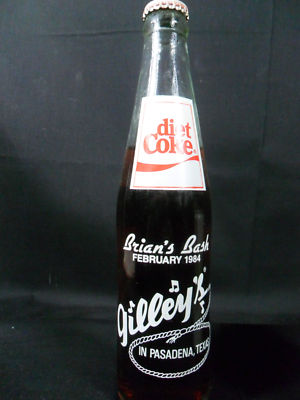 diet
Coke
Brian's Bash
FEBRUARY 1984
Gilley's
IN PASADENA, TEXAS